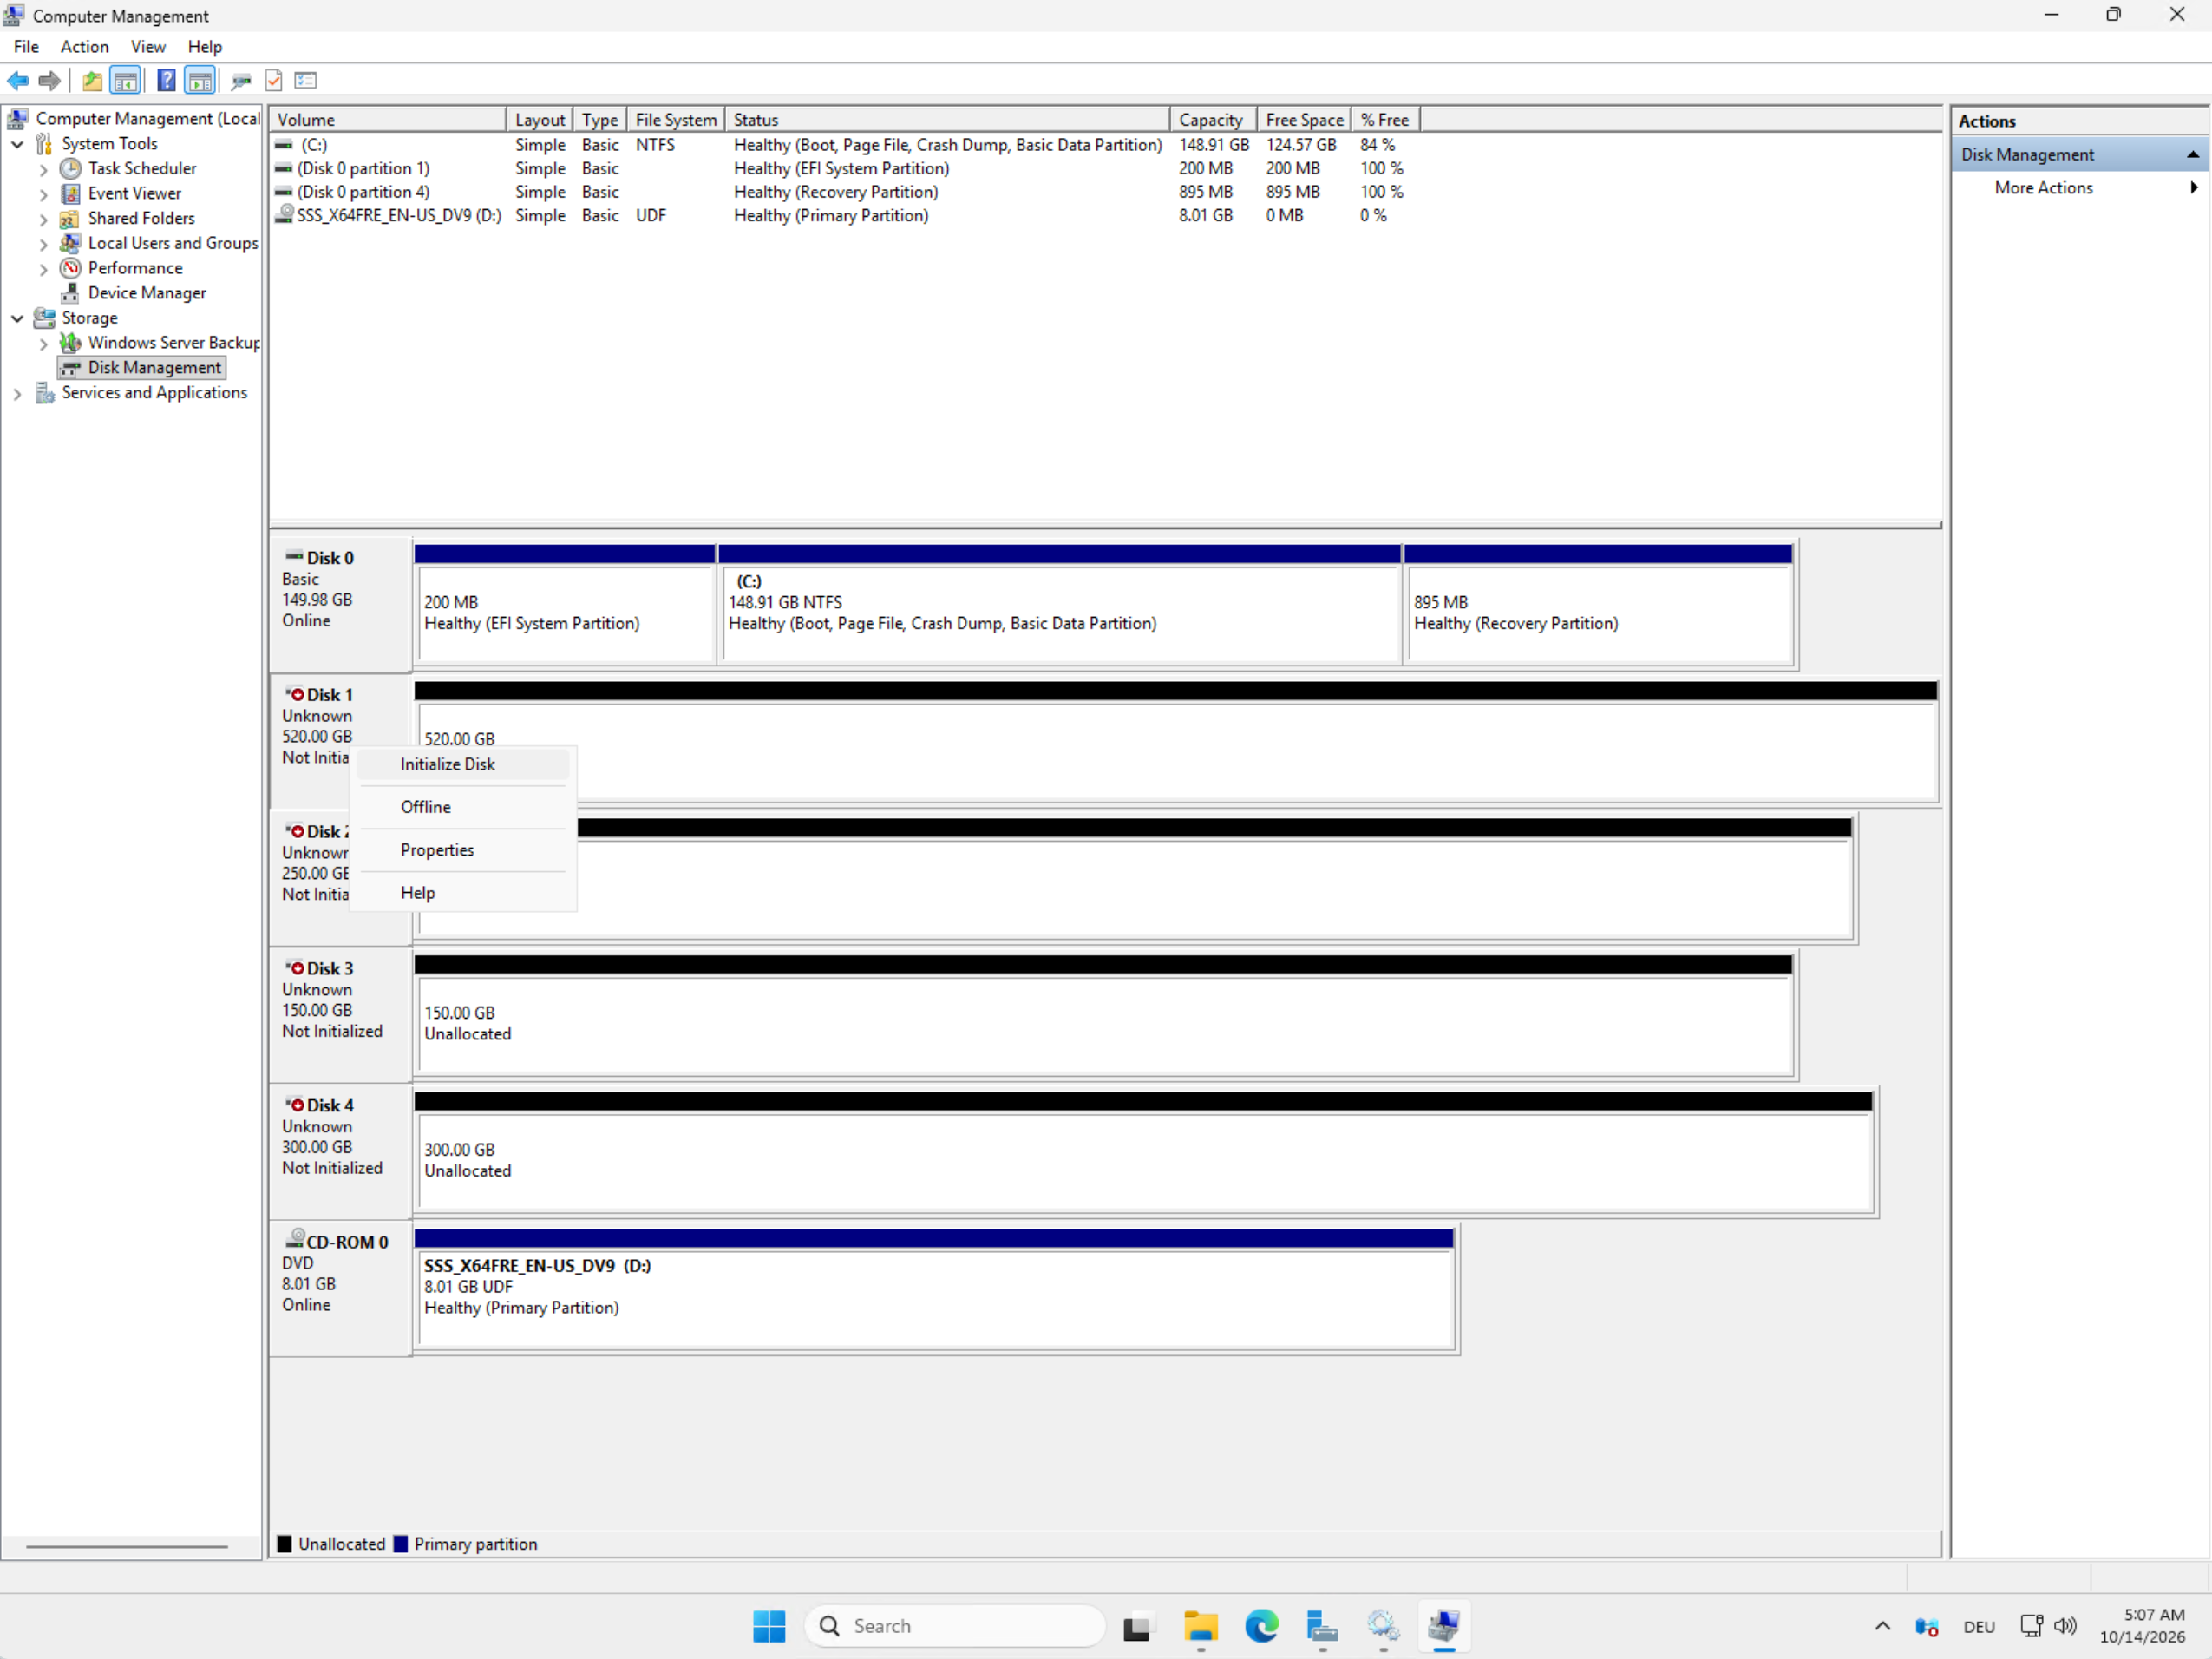 Computer Management
File Action View Help
Computer Management (Local
System Tools
Task Scheduler
Event Viewer
Shared Folders
Local Users and Groups
Performance
Device Manager
Storage
Windows Server Backup
Disk Management
Services and Applications
Volume Layout Type File System Status Capacity Free Space % Free
(C:) Simple Basic NTFS Healthy (Boot, Page File, Crash Dump, Basic Data Partition) 148.91 GB 124.57 GB 84 %
(Disk 0 partition 1) Simple Basic Healthy (EFI System Partition) 200 MB 200 MB 100 %
(Disk 0 partition 4) Simple Basic Healthy (Recovery Partition) 895 MB 895 MB 100 %
SSS_X64FRE_EN-US_DV9 (D:) Simple Basic UDF Healthy (Primary Partition) 8.01 GB 0 MB 0 %
Disk 0
Basic
149.98 GB
Online
200 MB
Healthy (EFI System Partition)
(C:)
148.91 GB NTFS
Healthy (Boot, Page File, Crash Dump, Basic Data Partition)
895 MB
Healthy (Recovery Partition)
Disk 1
Unknown
520.00 GB
Not Initia
520.00 GB
Initialize Disk
Offline
Properties
Help
Disk 2
Unknown
250.00 GB
Not Initia
Disk 3
Unknown
150.00 GB
Not Initialized
150.00 GB
Unallocated
Disk 4
Unknown
300.00 GB
Not Initialized
300.00 GB
Unallocated
CD-ROM 0
DVD
8.01 GB
Online
SSS_X64FRE_EN-US_DV9 (D:)
8.01 GB UDF
Healthy (Primary Partition)
Unallocated Primary partition
Actions
Disk Management
More Actions
Search
DEU
5:07 AM
10/14/2026